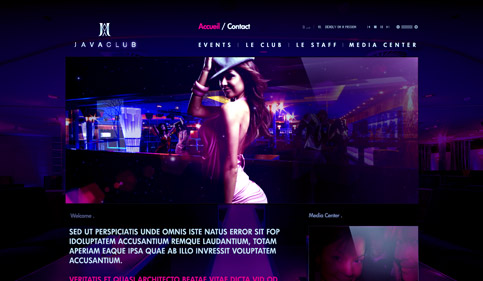 JAVACLUB
Accueil / Contact
EVENTS | LE CLUB | LE STAFF | MEDIA CENTER
Welcome .
Media Center .
SED UT PERSPICIATIS UNDE OMNIS ISTE NATUS ERROR SIT FOP
IDOLUPTATEM ACCUSANTIUM REMQUE LAUDANTIUM, TOTAM
APERIAM EAQUE IPSA QUAE AB ILLO INVRESSIT VOLUPTATEM
ACCUSANTIUM.
VERITATIS ET QUASI ARCHITECTO BEATAE VITAE DICTA